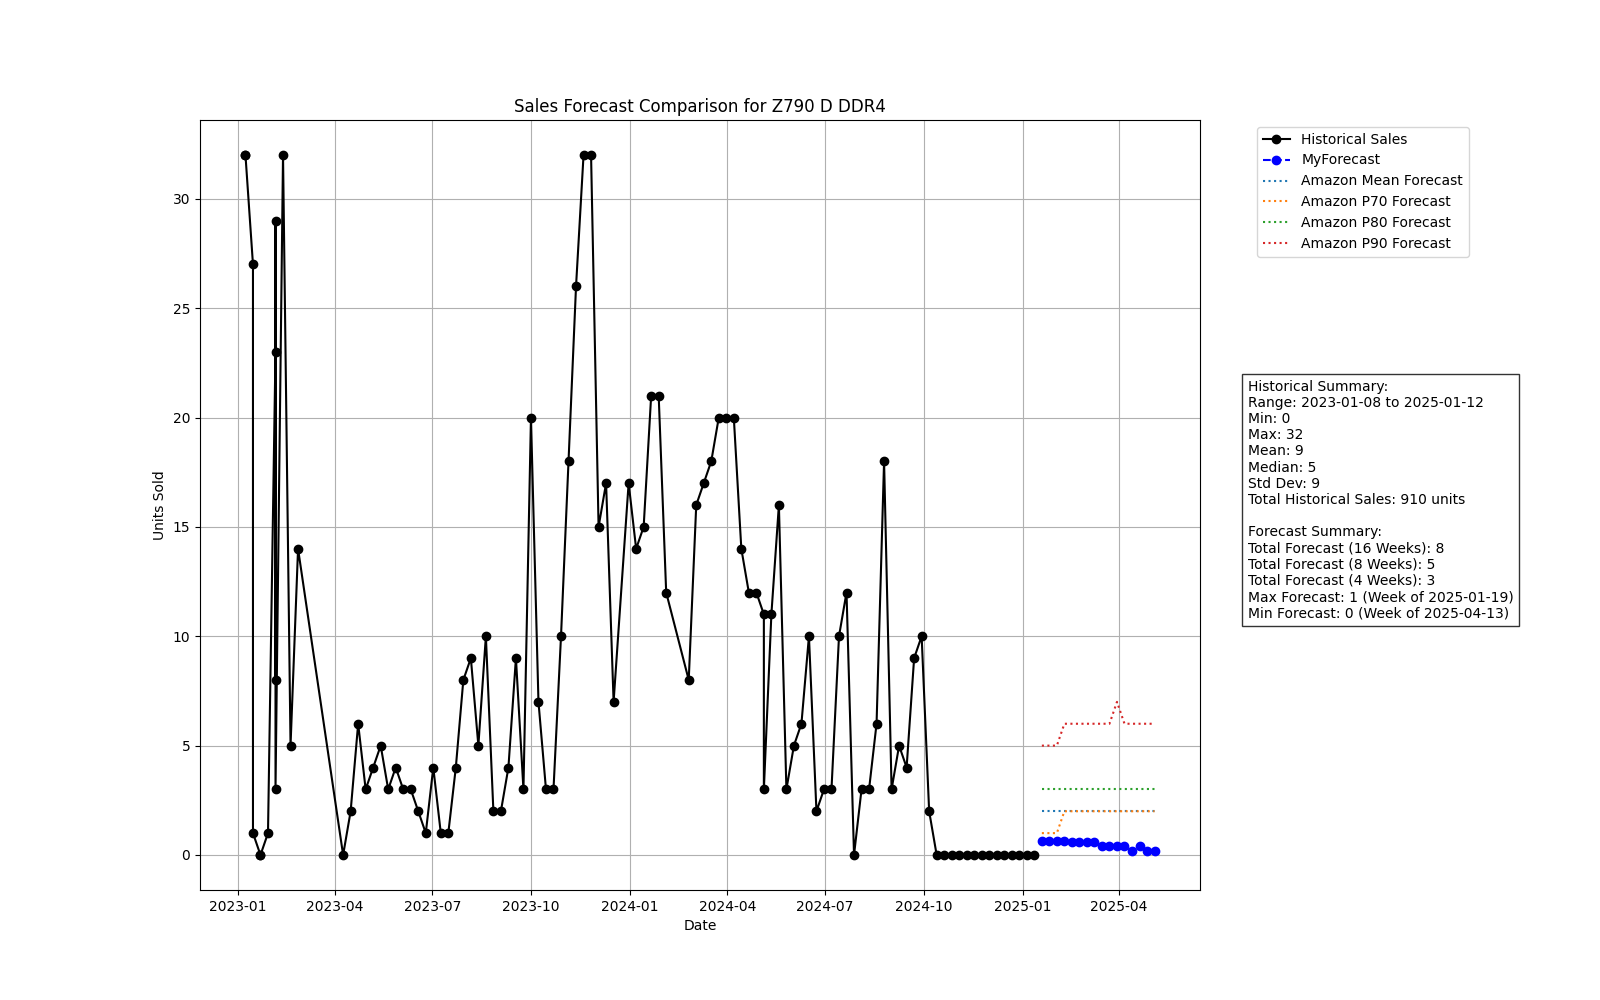 Sales Forecast Comparison for Z790 D DDR4
Historical Sales
MyForecast
Amazon Mean Forecast
Amazon P70 Forecast
Amazon P80 Forecast
Amazon P90 Forecast
30
25
20
15
10
5
0
Units Sold
2023-01
2023-04
2023-07
2023-10
2024-01
2024-04
2024-07
2024-10
2025-01
2025-04
Date
Historical Summary:
Range: 2023-01-08 to 2025-01-12
Min: 0
Max: 32
Mean: 9
Median: 5
Std Dev: 9
Total Historical Sales: 910 units
Forecast Summary:
Total Forecast (16 Weeks): 8
Total Forecast (8 Weeks): 5
Total Forecast (4 Weeks): 3
Max Forecast: 1 (Week of 2025-01-19)
Min Forecast: 0 (Week of 2025-04-13)